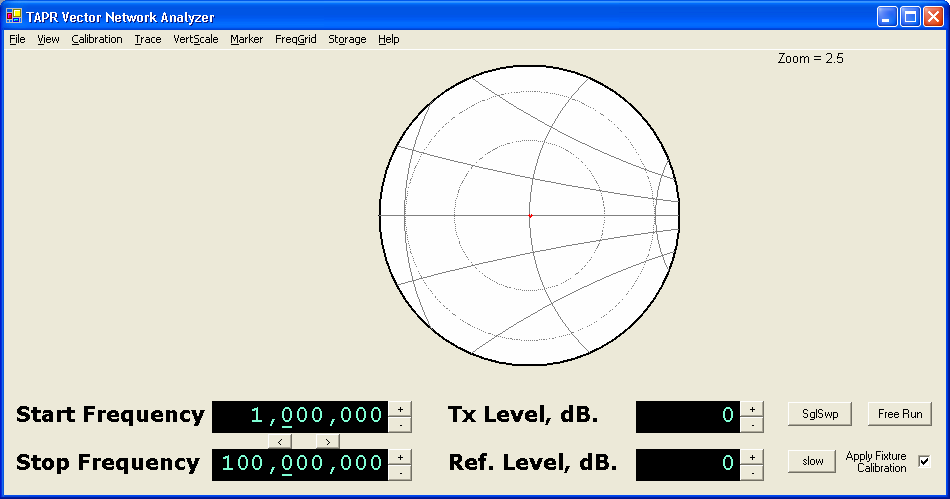 TAPR Vector Network Analyzer
File View Calibration Trace VertScale Marker FreqGrid Storage Help
Zoom = 2.5
Start Frequency 1,000,000 + - Tx Level, dB. 0 + - SglSwp Free Run
< >
Stop Frequency 100,000,000 + - Ref. Level, dB. 0 + - slow Apply Fixture
Calibration